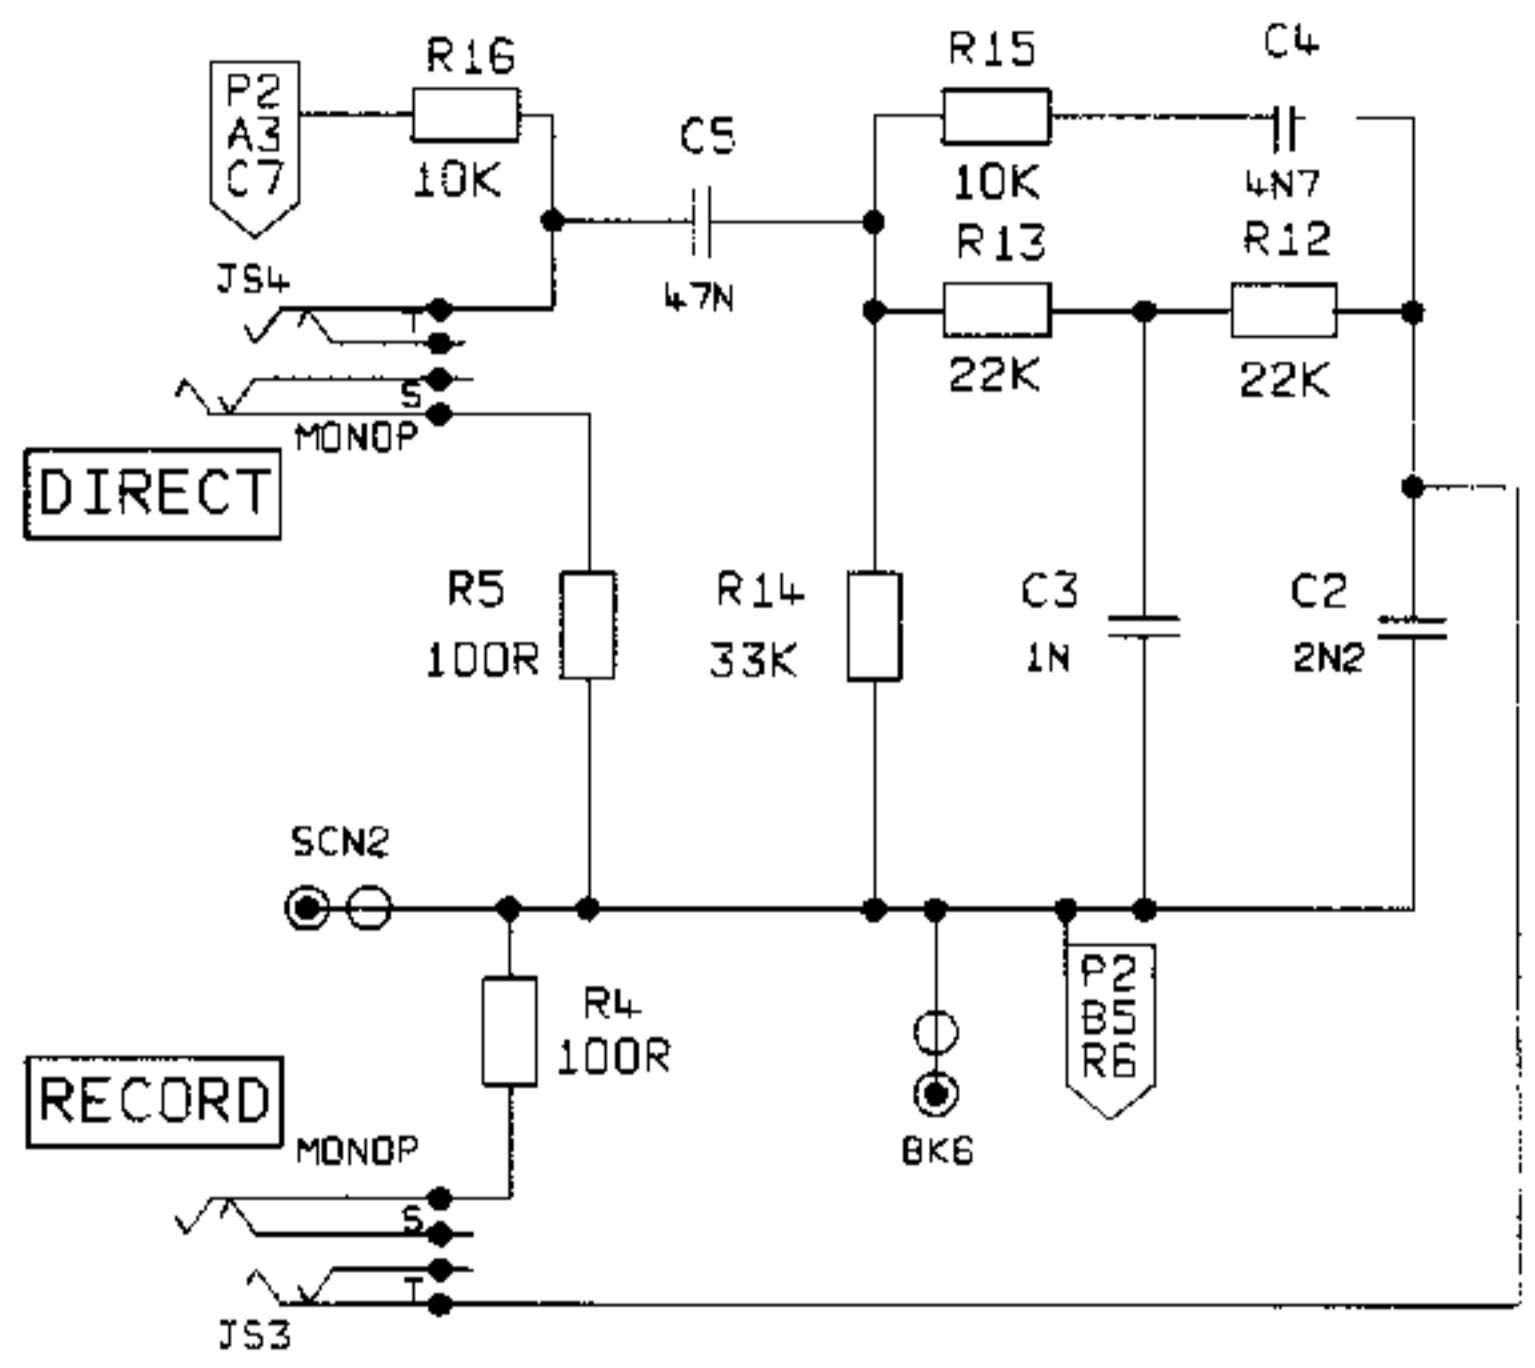 R16
R15
C4
P2
A3
C7
C5
10K
10K
4N7
R13
R12
JS4
47N
T
22K
22K
S
MONOP
DIRECT
R5
R14
C3
C2
100R
33K
1N
2N2
SCN2
P2
B5
R6
R4
100R
RECORD
MONOP
BK6
S
T
JS3